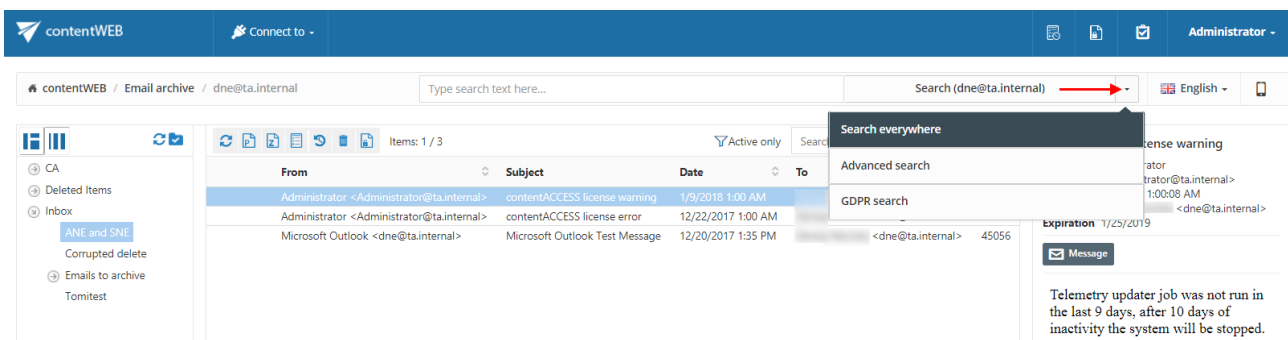 contentWEB
Connect to
Administrator
contentWEB / Email archive / dne@ta.internal
Type search text here...
Search (dne@ta.internal)
English
Search everywhere
Advanced search
GDPR search
Items: 1 / 3
Active only
CA
Deleted Items
Inbox
ANE and SNE
Corrupted delete
Emails to archive
Tomitest
From Subject Date To
Administrator <Administrator@ta.internal> contentACCESS license warning 1/9/2018 1:00 AM
Administrator <Administrator@ta.internal> contentACCESS license error 12/22/2017 1:00 AM
Microsoft Outlook <dne@ta.internal> Microsoft Outlook Test Message 12/20/2017 1:35 PM <dne@ta.internal> 45056
warning
1:00:08 AM
<dne@ta.internal>
Expiration 1/25/2019
Message
Telemetry updater job was not run in
the last 9 days, after 10 days of
inactivity the system will be stopped.